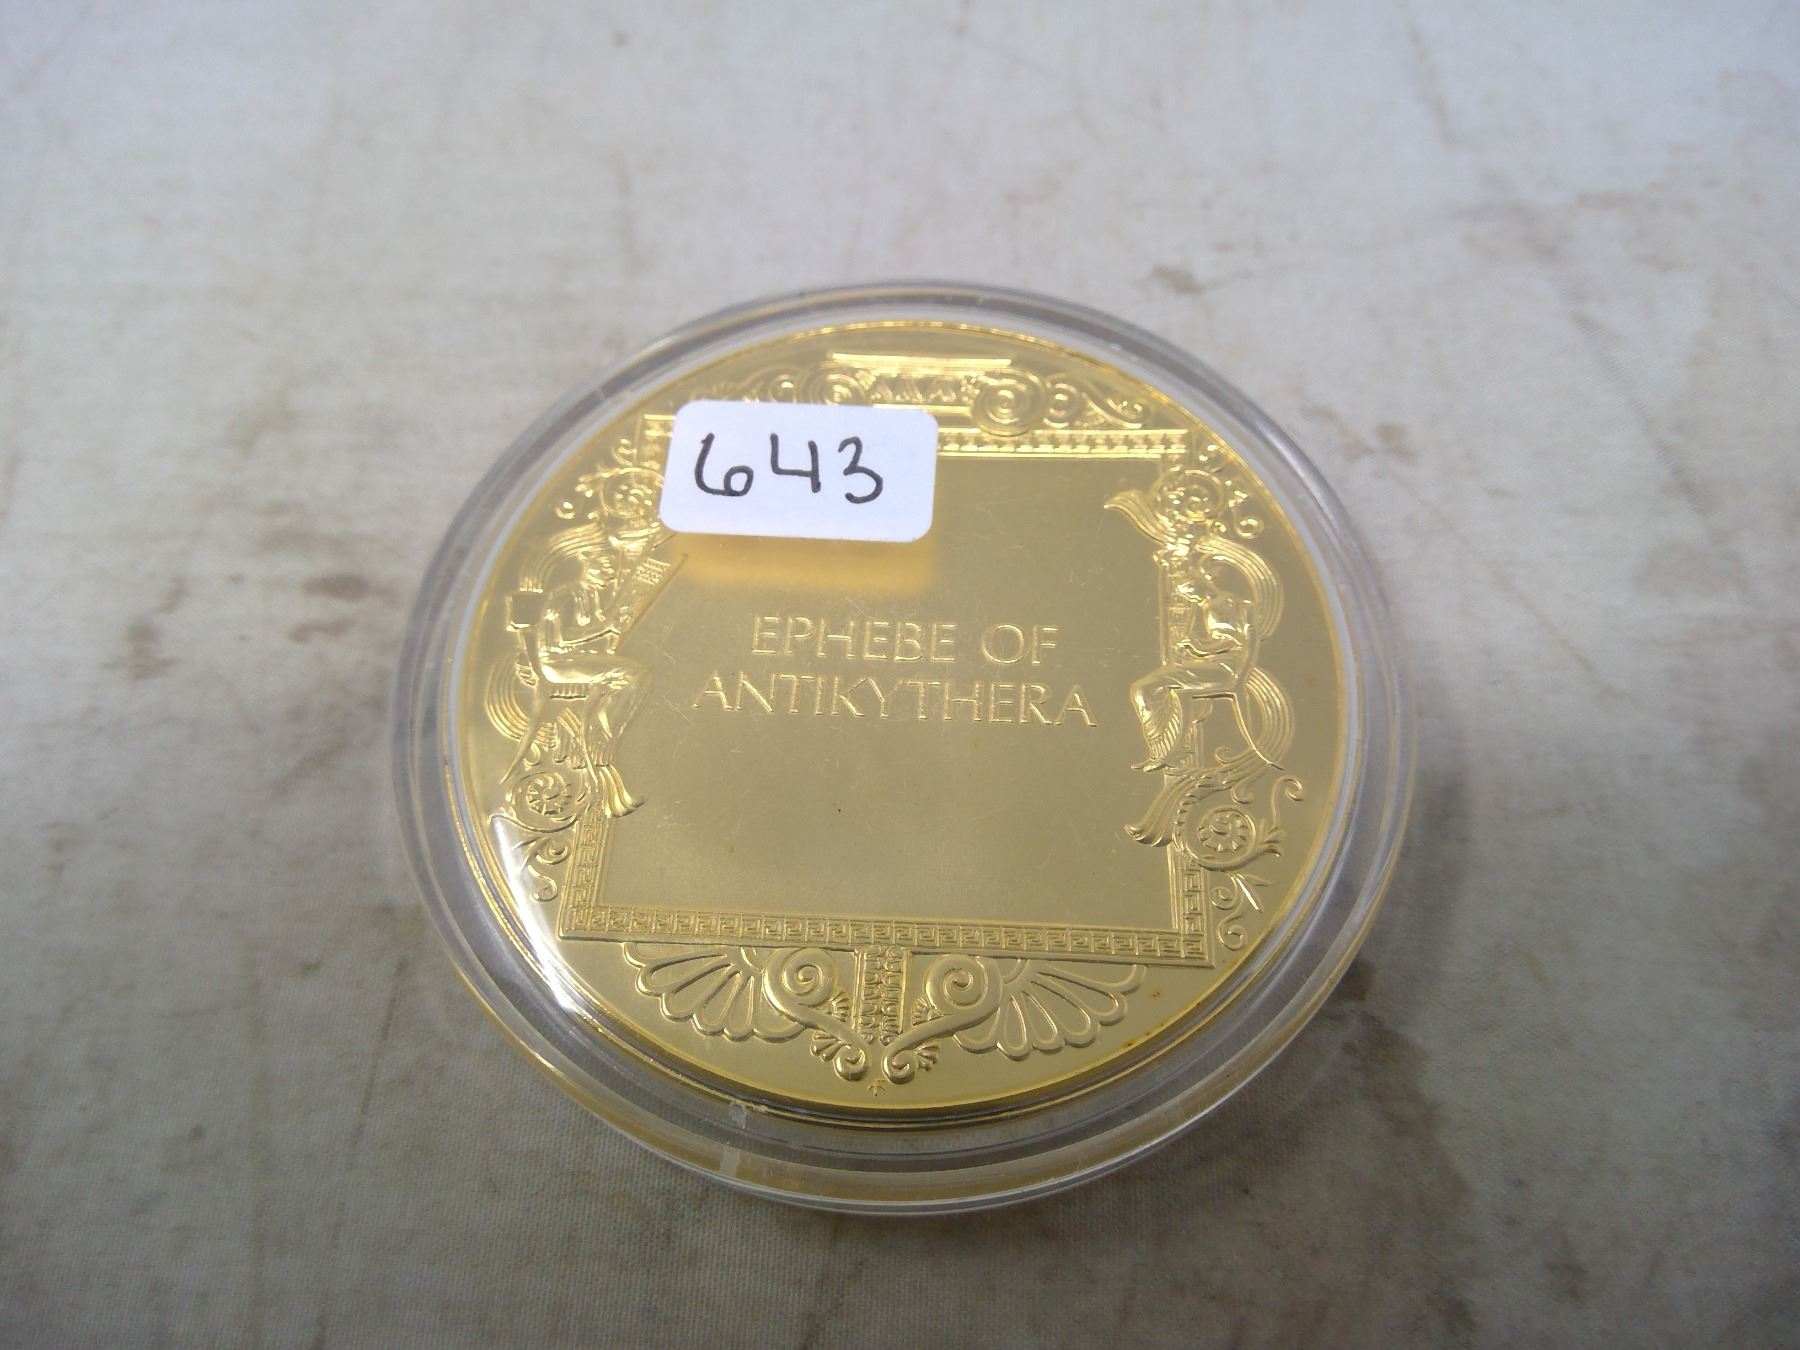 643
EPHEBE OF
ANTIKYTHERA